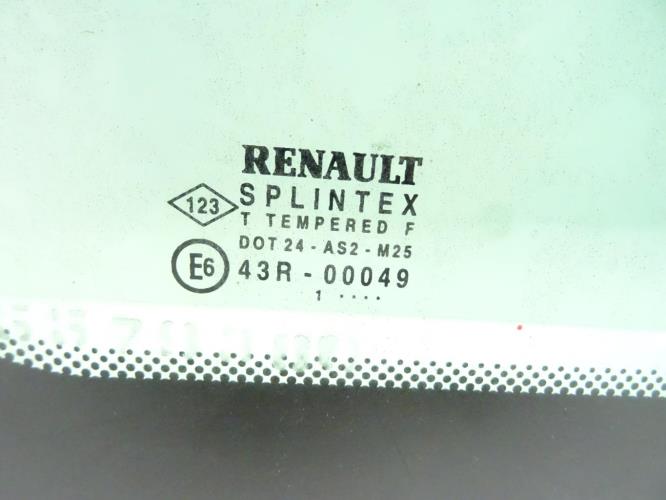 RENAULT
123 SPLINTEX
T TEMPERED F
DOT 24 - AS2 - M25
E6 43R - 00049
1 ....